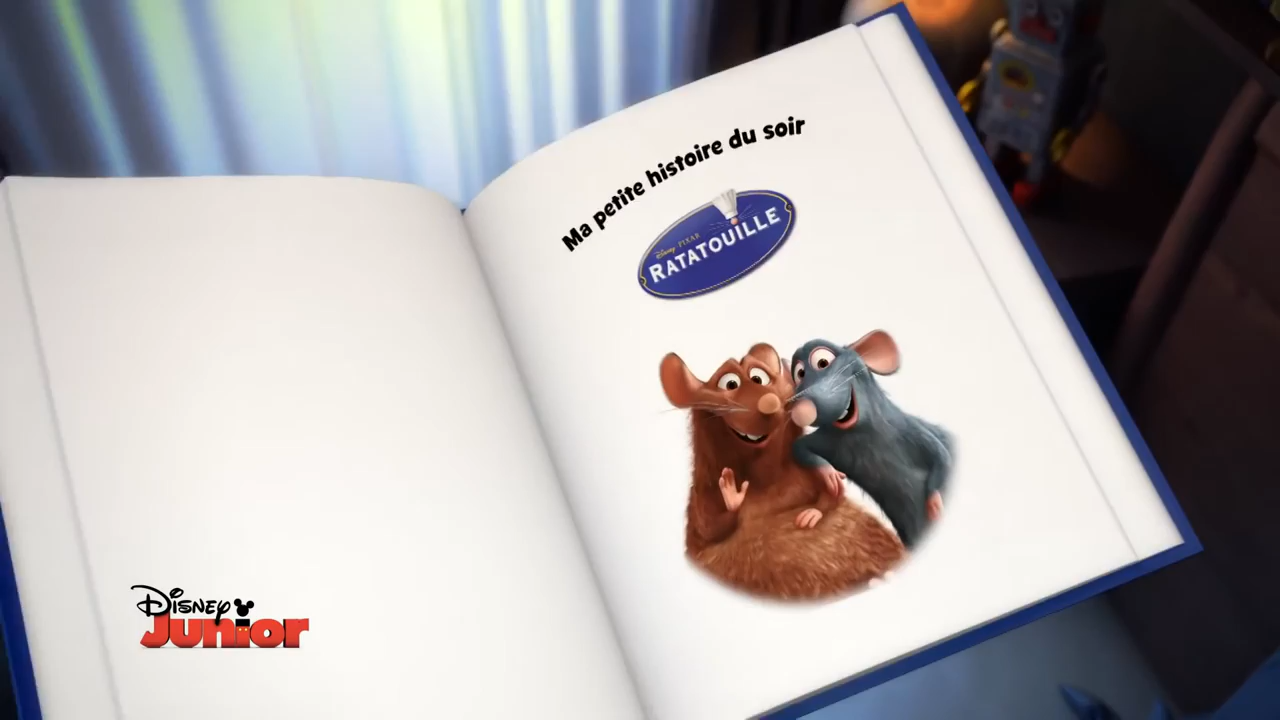 Ma petite histoire du soir
Disney PIXAR
RATATOUILLE
Disney
Junior